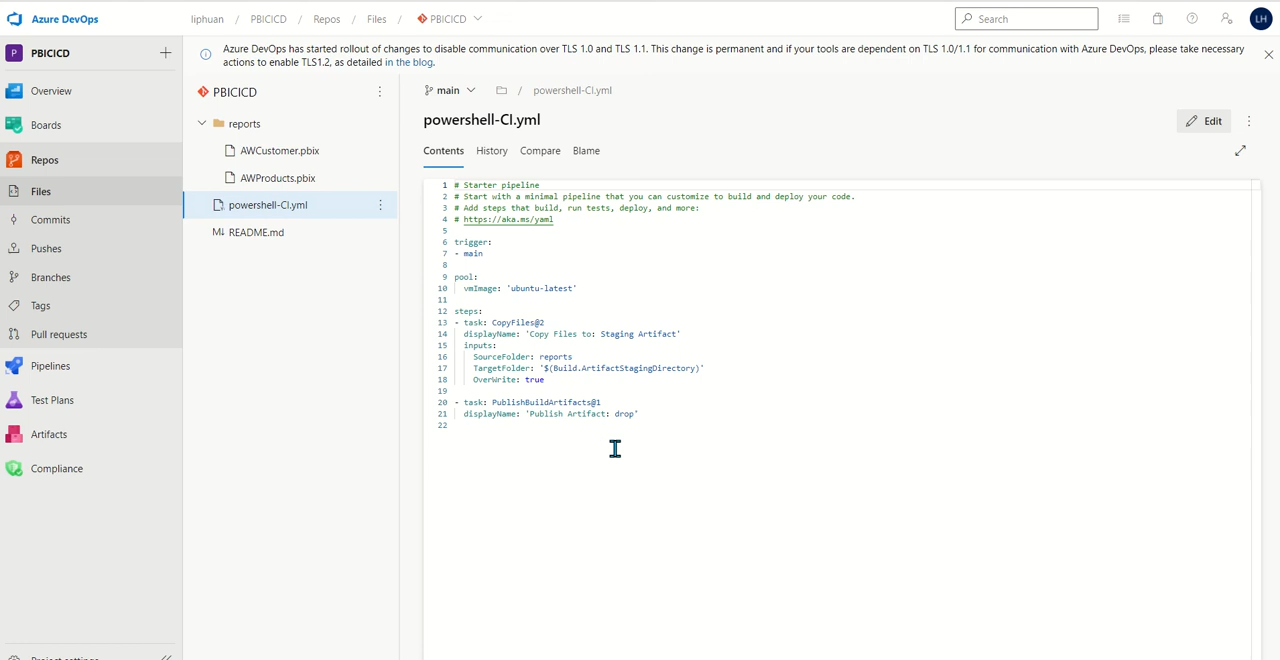 Azure DevOps
liphuan / PBICICD / Repos / Files / PBICICD
Search
LH
P PBICICD
Azure DevOps has started rollout of changes to disable communication over TLS 1.0 and TLS 1.1. This change is permanent and if your tools are dependent on TLS 1.0/1.1 for communication with Azure DevOps, please take necessary
actions to enable TLS1.2, as detailed in the blog.
Overview
Boards
Repos
Files
Commits
Pushes
Branches
Tags
Pull requests
Pipelines
Test Plans
Artifacts
Compliance
Project settings
PBICICD
reports
AWCustomer.pbix
AWProducts.pbix
powershell-CI.yml
README.md
main / powershell-CI.yml
powershell-CI.yml
Edit
Contents History Compare Blame
1 # Starter pipeline
2 # Start with a minimal pipeline that you can customize to build and deploy your code.
3 # Add steps that build, run tests, deploy, and more:
4 # https://aka.ms/yaml
5
6 trigger:
7 - main
8
9 pool:
10 vmImage: 'ubuntu-latest'
11
12 steps:
13 - task: CopyFiles@2
14 displayName: 'Copy Files to: Staging Artifact'
15 inputs:
16 SourceFolder: reports
17 TargetFolder: '$(Build.ArtifactStagingDirectory)'
18 OverWrite: true
19
20 - task: PublishBuildArtifacts@1
21 displayName: 'Publish Artifact: drop'
22